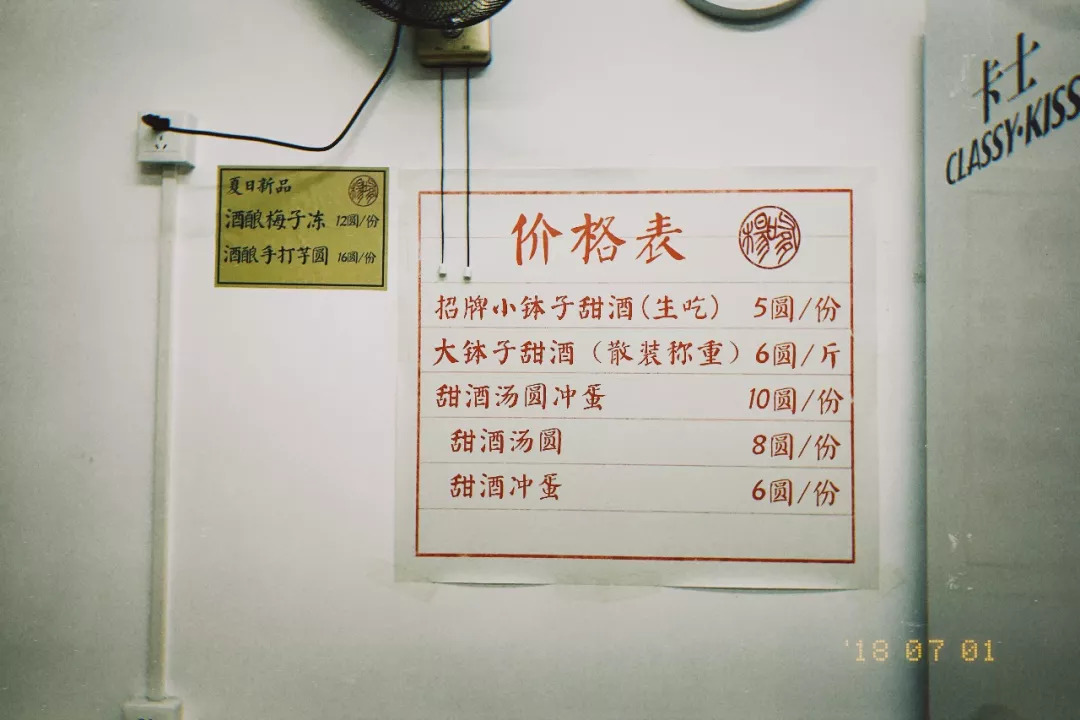 卡士
CLASSY·KISS
夏日新品
酒酿梅子冻 12圆/份
酒酿手打芋圆 16圆/份
价格表
招牌小钵子甜酒(生吃) 5圆/份
大钵子甜酒（散装称重）6圆/斤
甜酒汤圆冲蛋 10圆/份
甜酒汤圆 8圆/份
甜酒冲蛋 6圆/份
'18 07 01